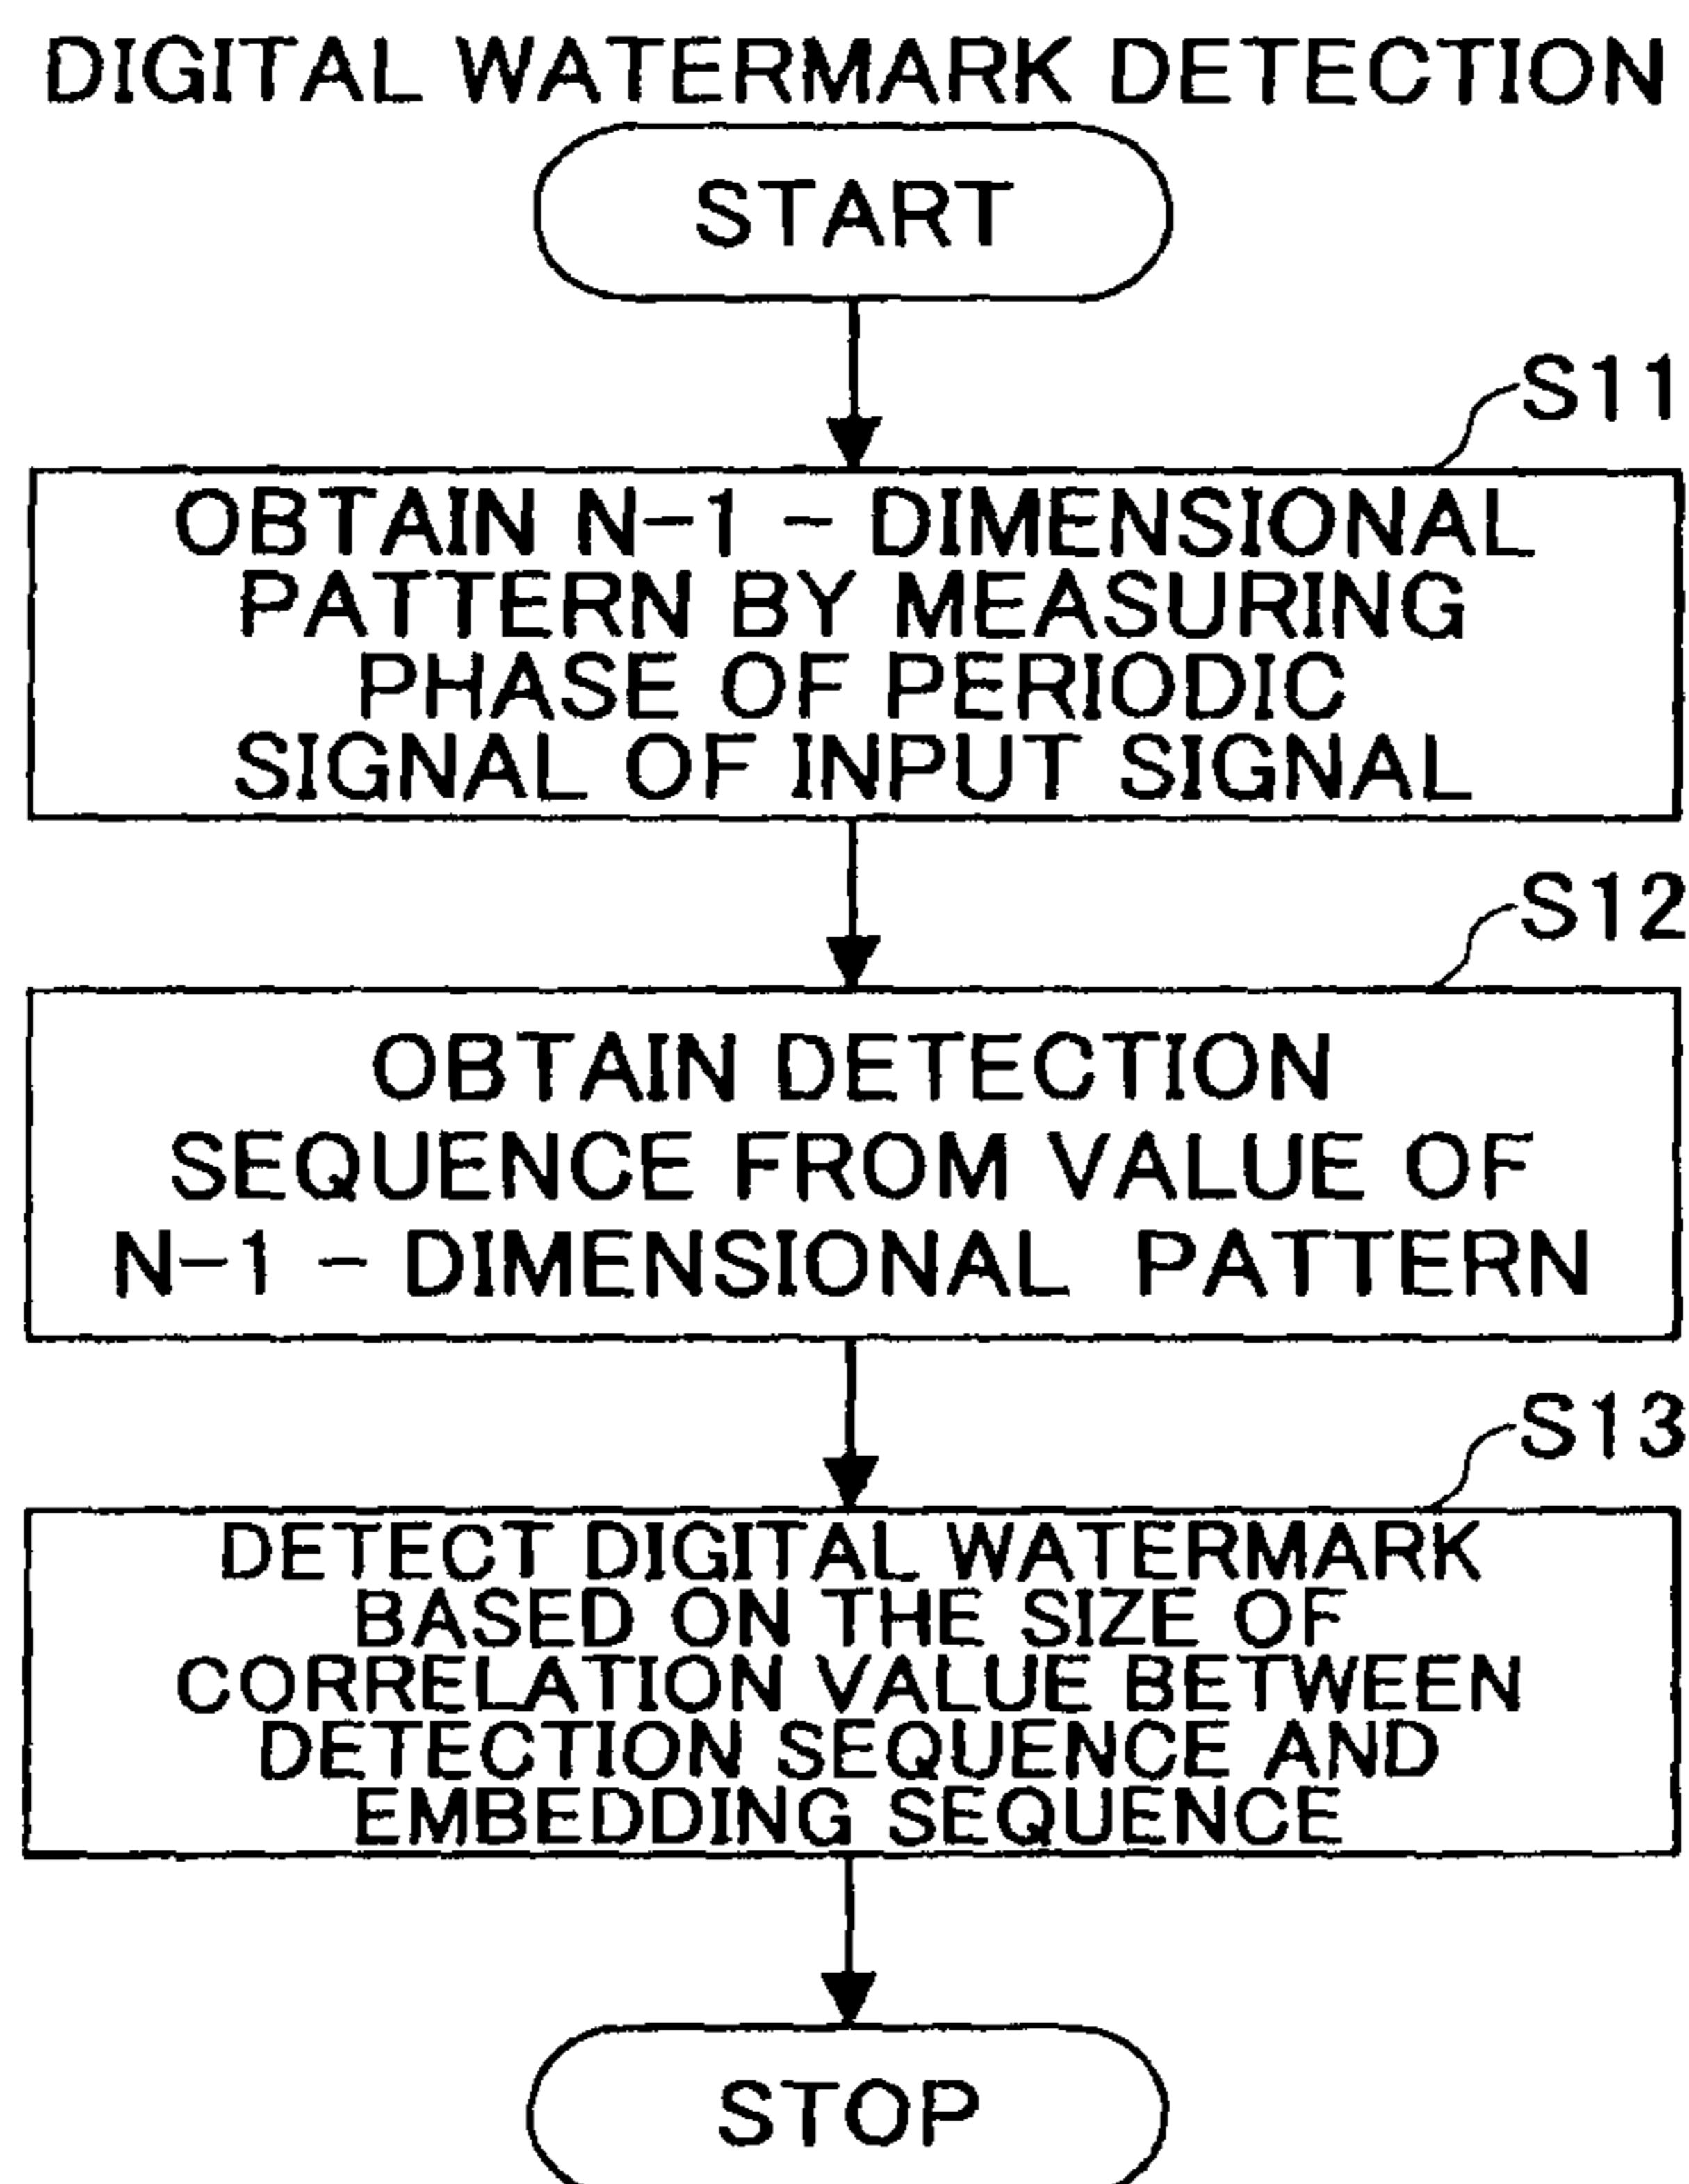 DIGITAL WATERMARK DETECTION
START
S11
OBTAIN N-1 - DIMENSIONAL
PATTERN BY MEASURING
PHASE OF PERIODIC
SIGNAL OF INPUT SIGNAL
S12
OBTAIN DETECTION
SEQUENCE FROM VALUE OF
N-1 - DIMENSIONAL PATTERN
S13
DETECT DIGITAL WATERMARK
BASED ON THE SIZE OF
CORRELATION VALUE BETWEEN
DETECTION SEQUENCE AND
EMBEDDING SEQUENCE
STOP